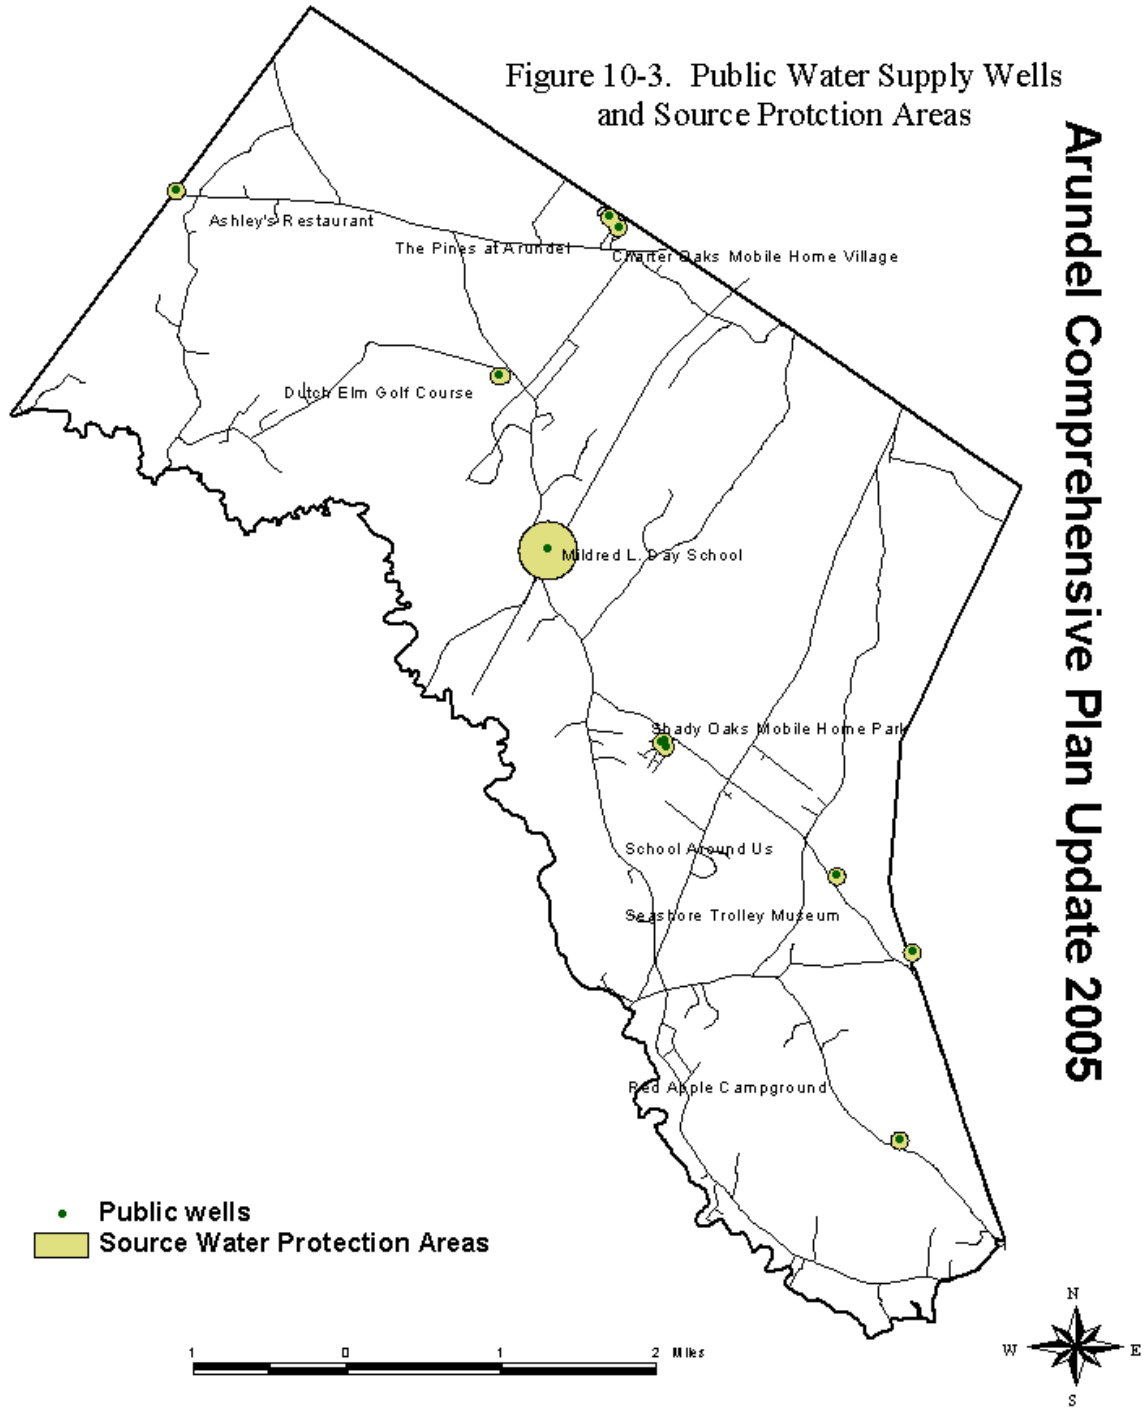 Figure 10-3. Public Water Supply Wells
and Source Protction Areas
Arundel Comprehensive Plan Update 2005
Ashley's Restaurant
The Pines at Arundel
Charter Oaks Mobile Home Village
Dutch Elm Golf Course
Mildred L. Day School
Shady Oaks Mobile Home Park
School Around Us
Seashore Trolley Museum
Red Apple Campground
Public wells
Source Water Protection Areas
1 0 1 2 Miles
N
W E
S